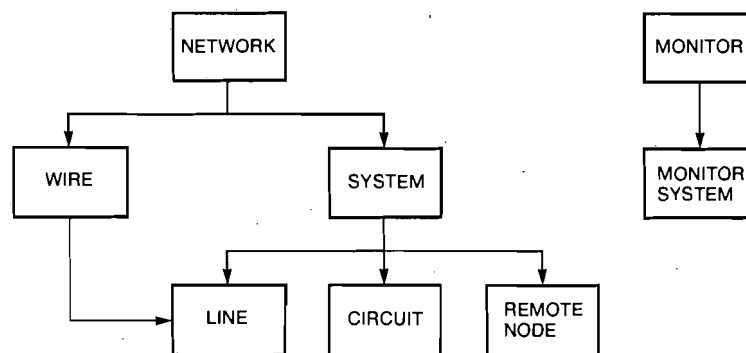 NETWORK
MONITOR
WIRE
SYSTEM
MONITOR
SYSTEM
LINE
CIRCUIT
REMOTE
NODE